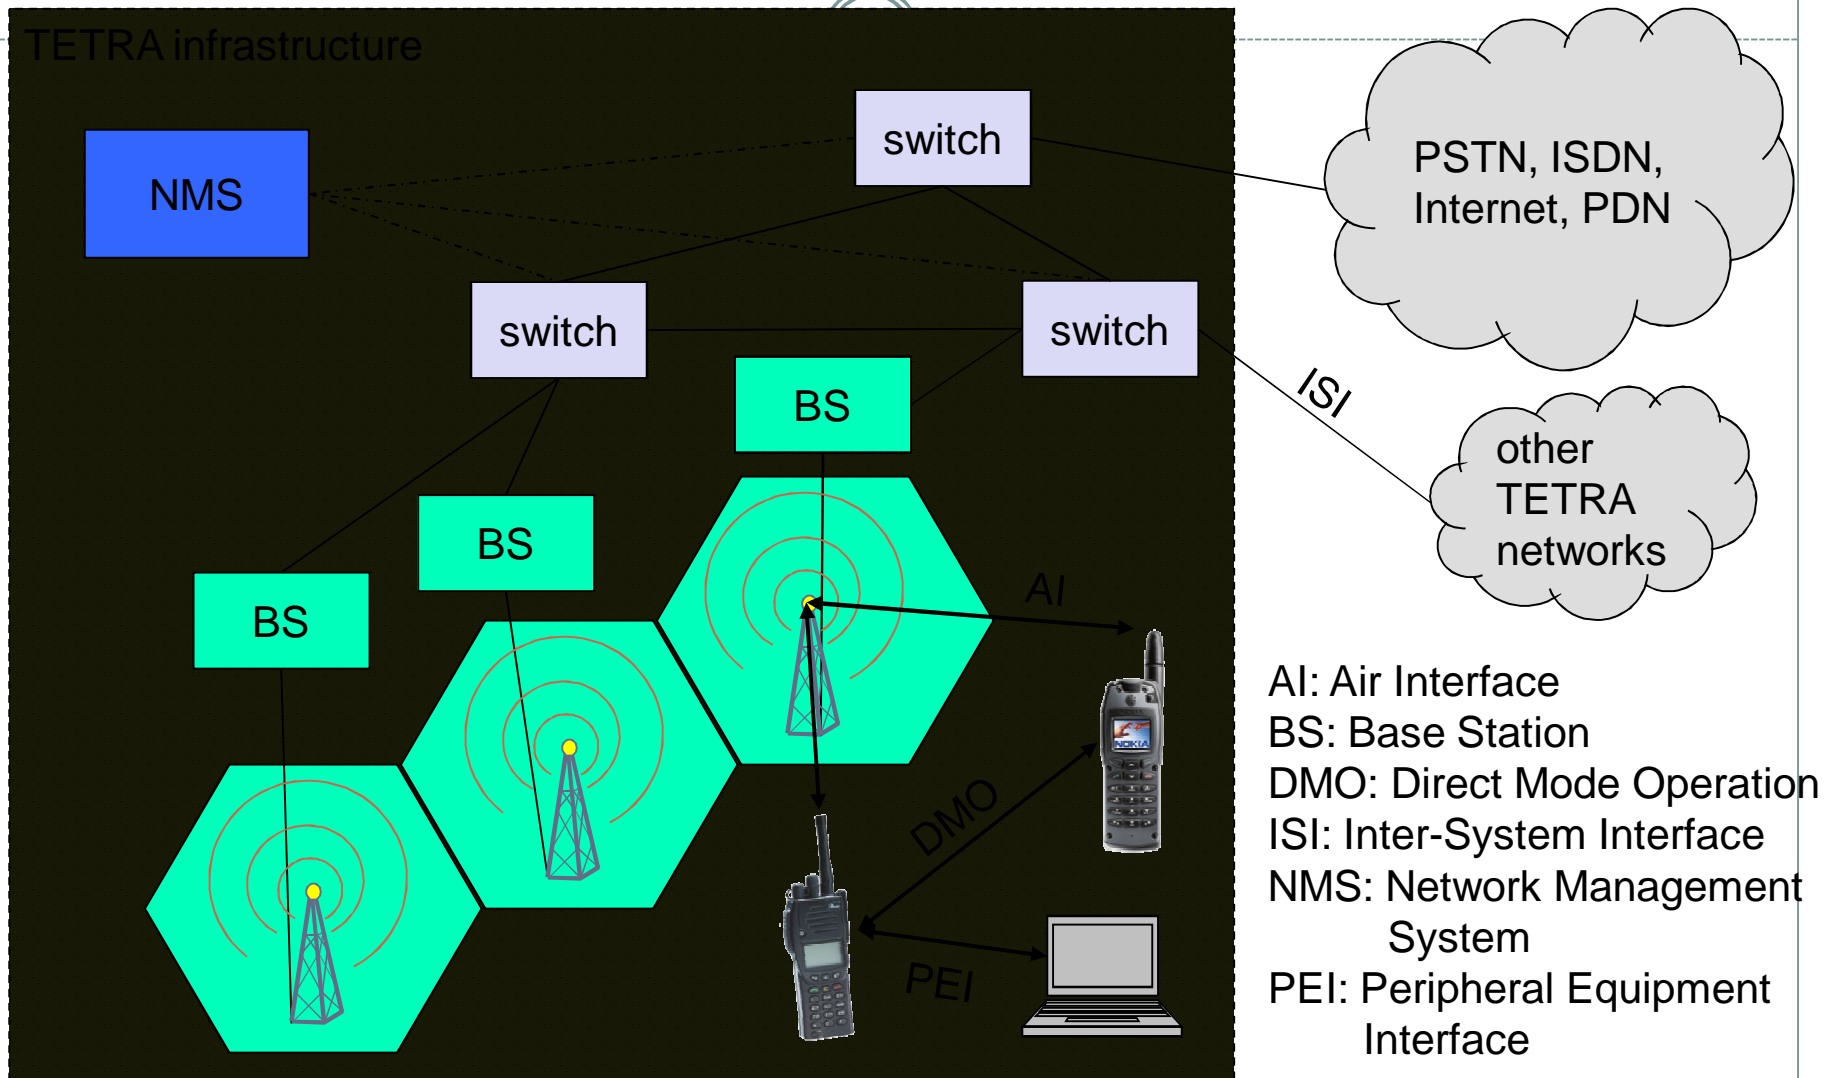 TETRA infrastructure
switch
NMS
PSTN, ISDN,
Internet, PDN
switch
switch
ISI
BS
other
TETRA
networks
BS
AI
BS
AI: Air Interface
BS: Base Station
NOKIA
DMO: Direct Mode Operation
DMO
ISI: Inter-System Interface
NMS: Network Management
System
PEI
PEI: Peripheral Equipment
Interface